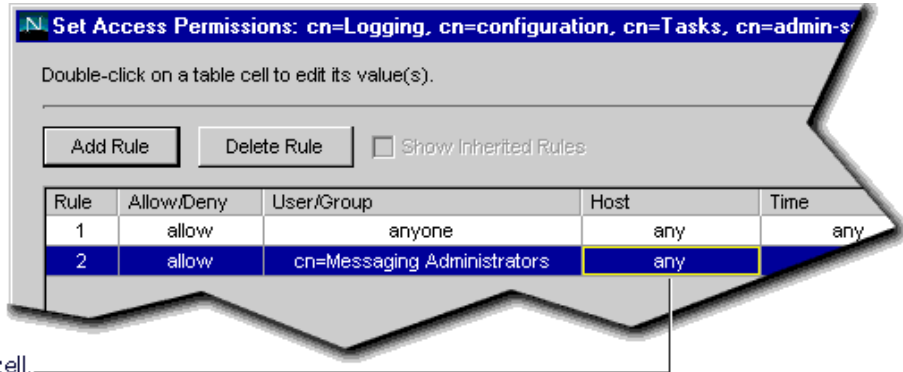 N Set Access Permissions: cn=Logging, cn=configuration, cn=Tasks, cn=admin-s
Double-click on a table cell to edit its value(s).
Add Rule Delete Rule Show Inherited Rules
Rule Allow/Deny User/Group Host Time
1 allow anyone any any
2 allow cn=Messaging Administrators any
cell.